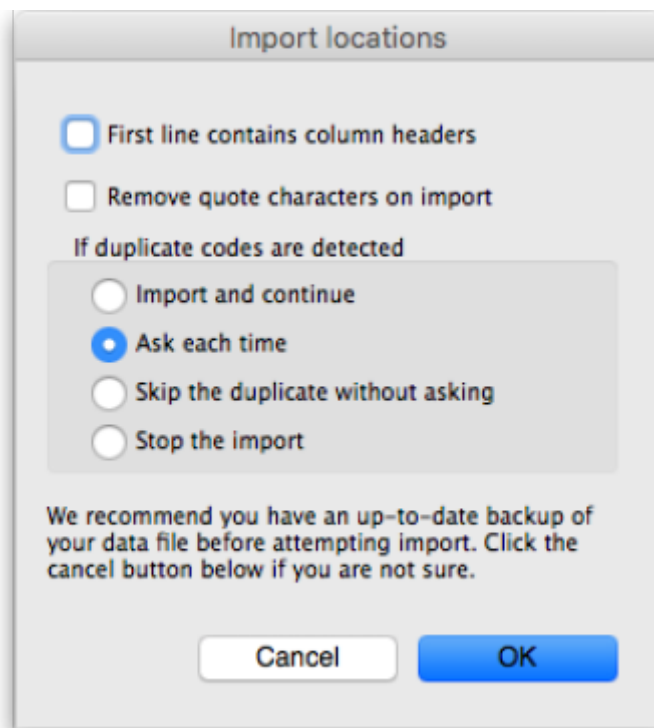 Import locations
First line contains column headers
Remove quote characters on import
If duplicate codes are detected
Import and continue
Ask each time
Skip the duplicate without asking
Stop the import
We recommend you have an up-to-date backup of
your data file before attempting import. Click the
cancel button below if you are not sure.
Cancel OK